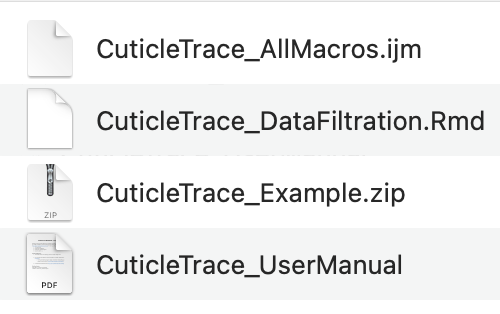 CuticleTrace_AllMacros.ijm
CuticleTrace_DataFiltration.Rmd
CuticleTrace_Example.zip
ZIP
CuticleTrace_UserManual
PDF